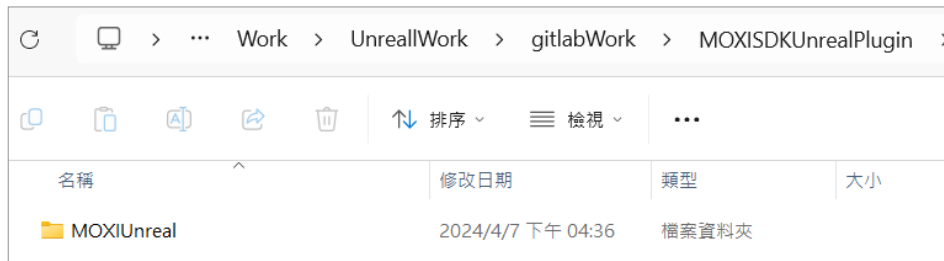 ··· Work > UnreallWork > gitlabWork > MOXISDKUnrealPlugin >
排序 檢視 ···
名稱 修改日期 類型 大小
MOXIUnreal 2024/4/7 下午 04:36 檔案資料夾